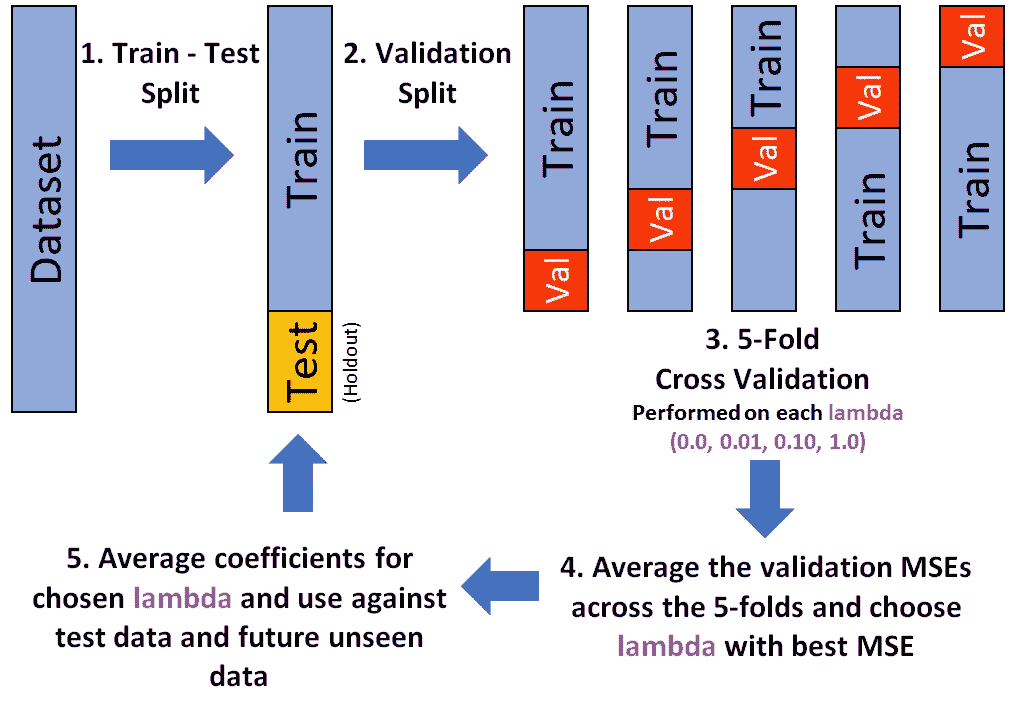 Dataset
1. Train - Test
Split
Train
Test
(Holdout)
2. Validation
Split
Train
Val
Train
Val
Train
Val
Val
Train
Val
Train
3. 5-Fold
Cross Validation
Performed on each lambda
(0.0, 0.01, 0.10, 1.0)
4. Average the validation MSEs
across the 5-folds and choose
lambda with best MSE
5. Average coefficients for
chosen lambda and use against
test data and future unseen
data